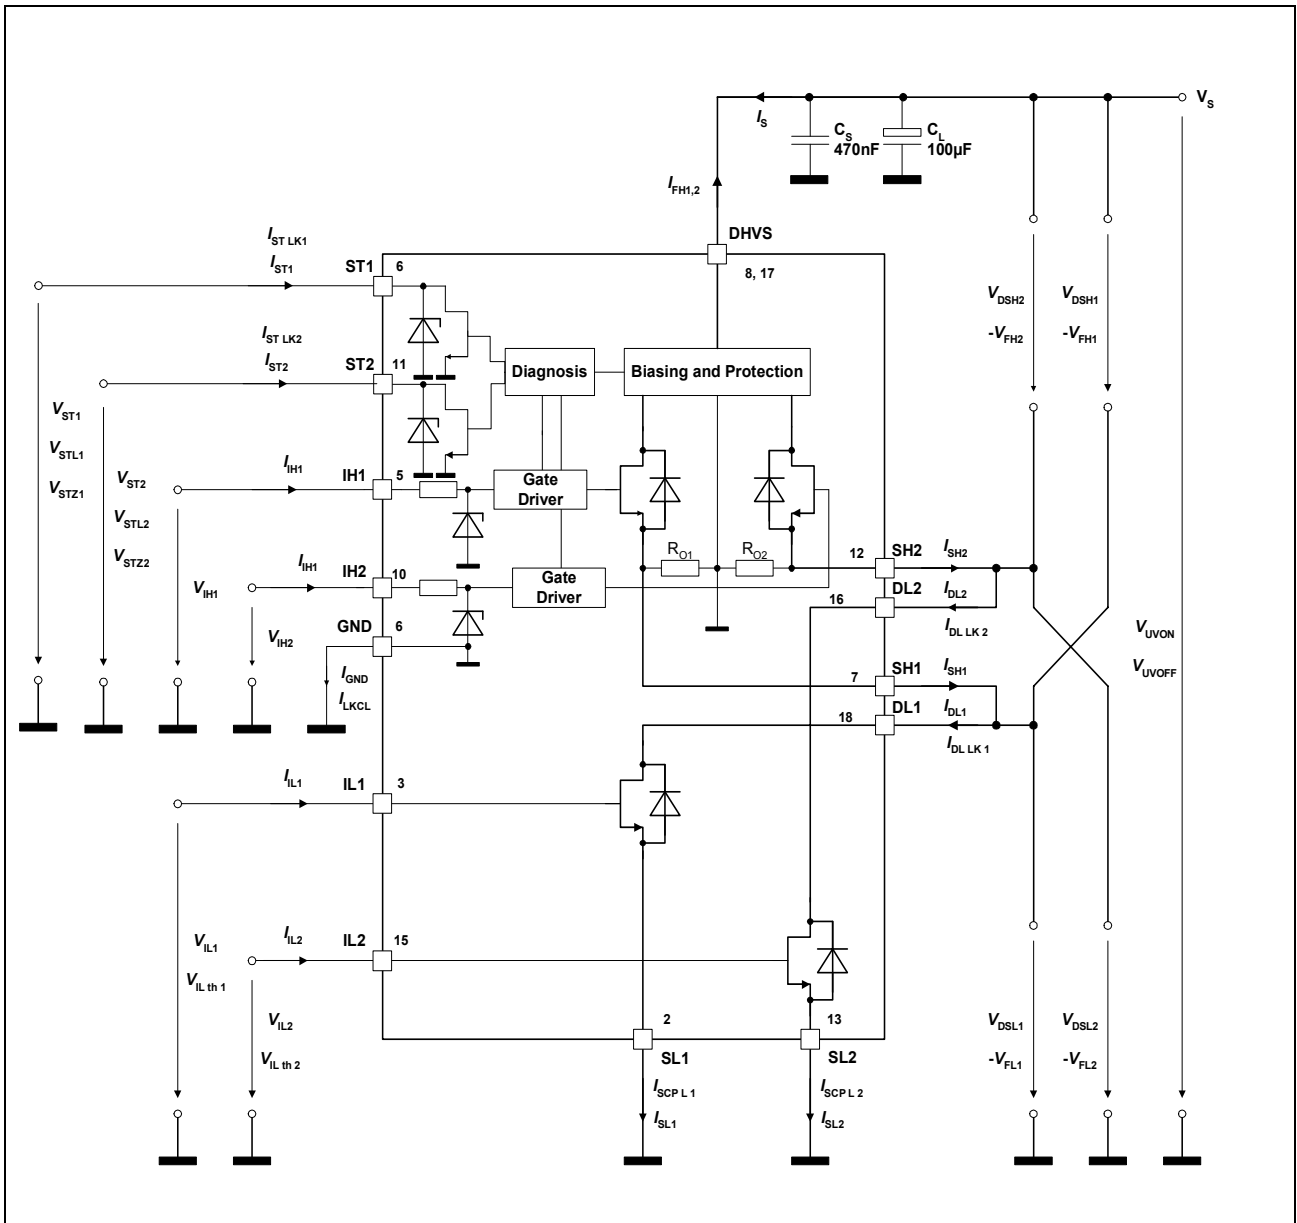 V_S
I_S
C_S
470nF
C_L
100µF
I_FH1,2
DHVS
8, 17
I_ST LK1
I_ST1
ST1
6
I_ST LK2
I_ST2
ST2
11
V_DSH2
-V_FH2
V_DSH1
-V_FH1
Diagnosis
Biasing and Protection
V_ST1
V_STL1
V_STZ1
V_ST2
V_STL2
V_STZ2
I_IH1
IH1
5
Gate
Driver
R_O1
R_O2
12
SH2
I_SH2
I_IH1
IH2
10
Gate
Driver
V_IH1
16
DL2
I_DL2
I_DL LK 2
GND
6
V_IH2
I_GND
I_LKCL
V_UVON
V_UVOFF
7
SH1
I_SH1
18
DL1
I_DL1
I_DL LK 1
I_IL1
IL1
3
V_IL1
V_IL th 1
I_IL2
IL2
15
V_IL2
V_IL th 2
2
SL1
13
SL2
I_SCP L 1
I_SL1
I_SCP L 2
I_SL2
V_DSL1
-V_FL1
V_DSL2
-V_FL2